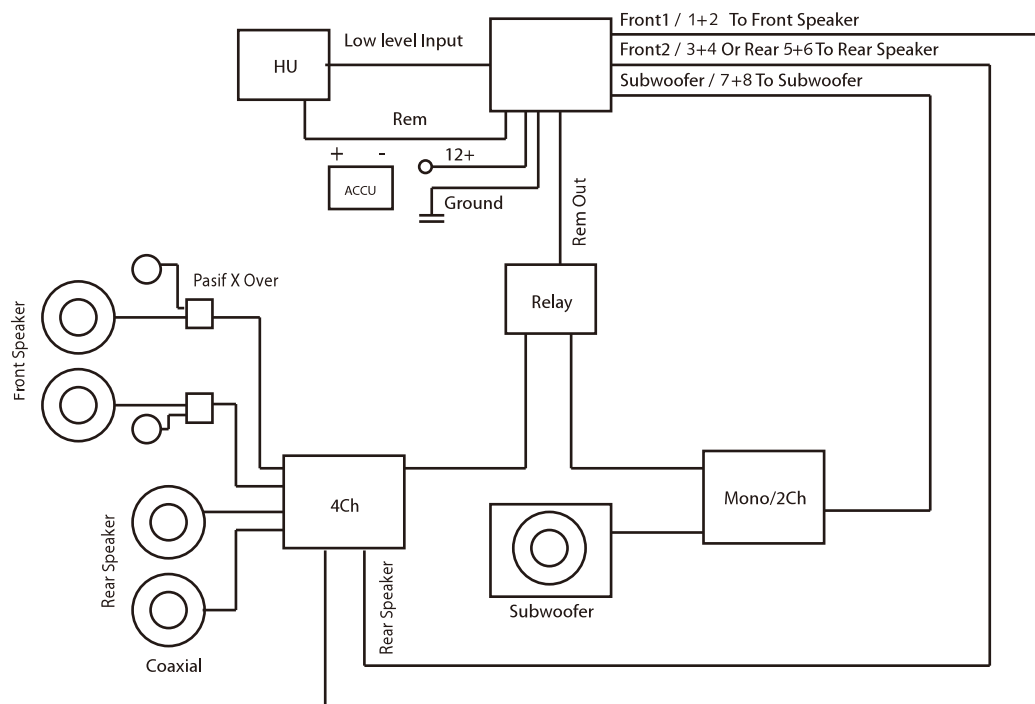 Front1 / 1+2 To Front Speaker
Low level Input
Front2 / 3+4 Or Rear 5+6 To Rear Speaker
HU
Subwoofer / 7+8 To Subwoofer
Rem
+ -
12+
ACCU
Ground
Rem Out
Pasif X Over
Relay
Front Speaker
4Ch
Mono/2Ch
Rear Speaker
Rear Speaker
Subwoofer
Coaxial